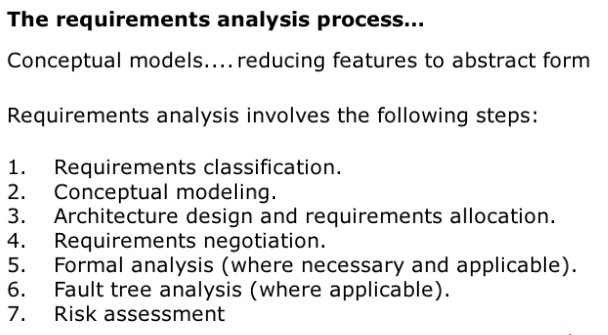 The requirements analysis process...
Conceptual models....reducing features to abstract form
Requirements analysis involves the following steps:
1. Requirements classification.
2. Conceptual modeling.
3. Architecture design and requirements allocation.
4. Requirements negotiation.
5. Formal analysis (where necessary and applicable).
6. Fault tree analysis (where applicable).
7. Risk assessment